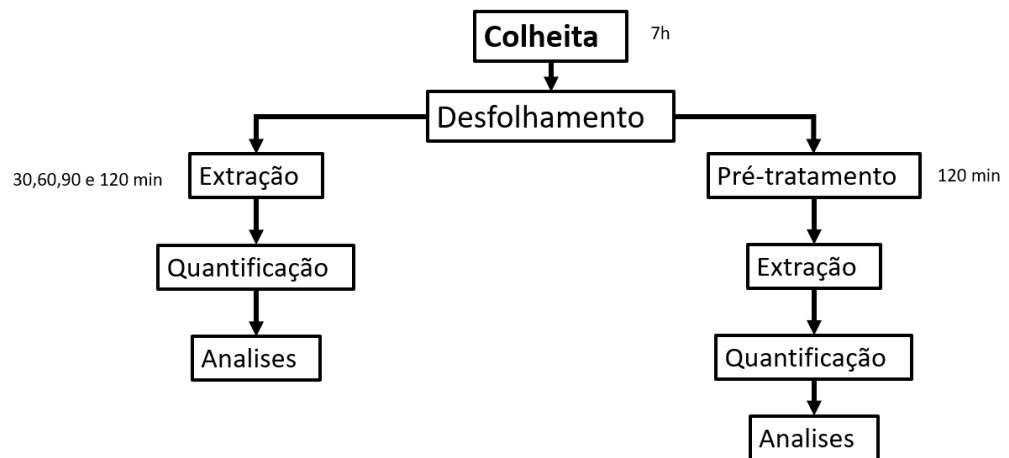 Colheita
7h
Desfolhamento
30,60,90 e 120 min
Extração
Pré-tratamento
120 min
Quantificação
Extração
Analises
Quantificação
Analises